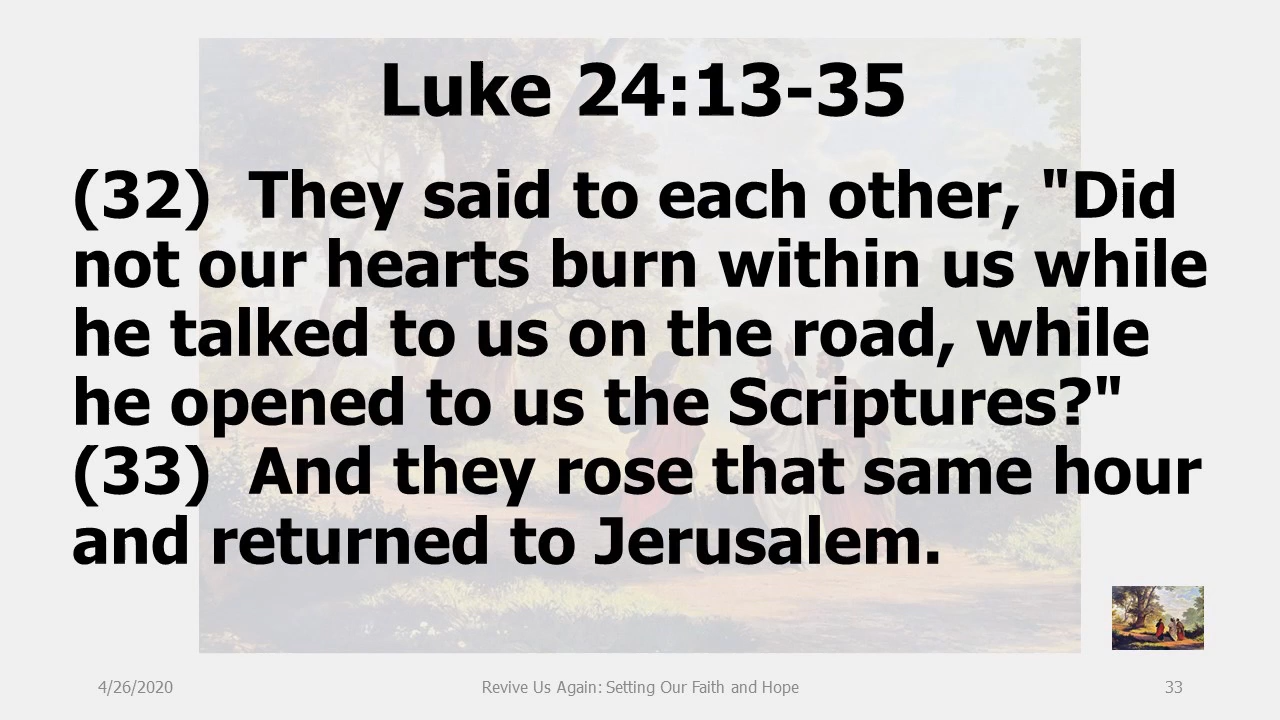 Luke 24:13-35
(32)  They said to each other, "Did
not our hearts burn within us while
he talked to us on the road, while
he opened to us the Scriptures?"
(33)  And they rose that same hour
and returned to Jerusalem.
4/26/2020
Revive Us Again: Setting Our Faith and Hope
33